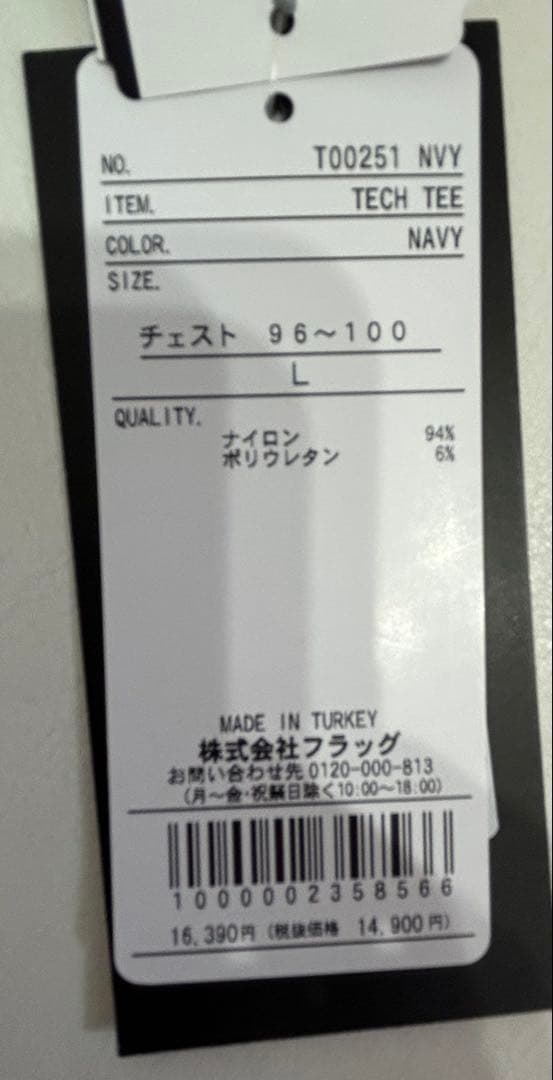 NO. T00251 NVY
ITEM. TECH TEE
COLOR. NAVY
SIZE.
チェスト 96～100
L
QUALITY.
ナイロン 94%
ポリウレタン 6%
MADE IN TURKEY
株式会社フラッグ
お問い合わせ先 0120-000-813
(月～金・祝祭日除く10:00～18:00)
1000002358566
16,390円 (税抜価格 14,900円)